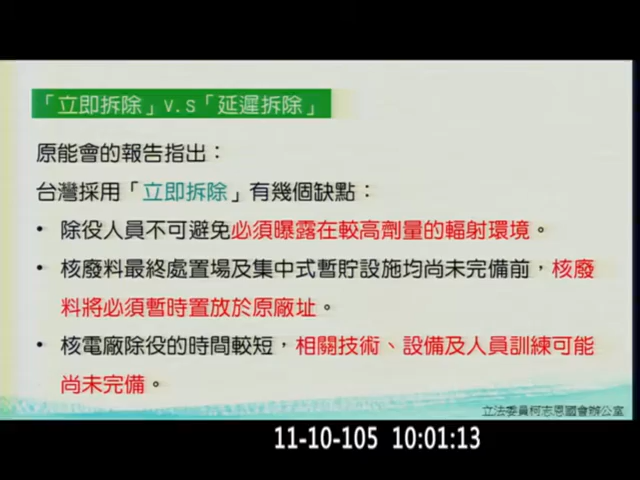 「立即拆除」v.s「延遲拆除」
原能會的報告指出：
台灣採用「立即拆除」有幾個缺點：
• 除役人員不可避免必須曝露在較高劑量的輻射環境。
• 核廢料最終處置場及集中式暫貯設施均尚未完備前，核廢
料將必須暫時置放於原廠址。
• 核電廠除役的時間較短，相關技術、設備及人員訓練可能
尚未完備。
立法委員柯志恩國會辦公室
11-10-105 10:01:13